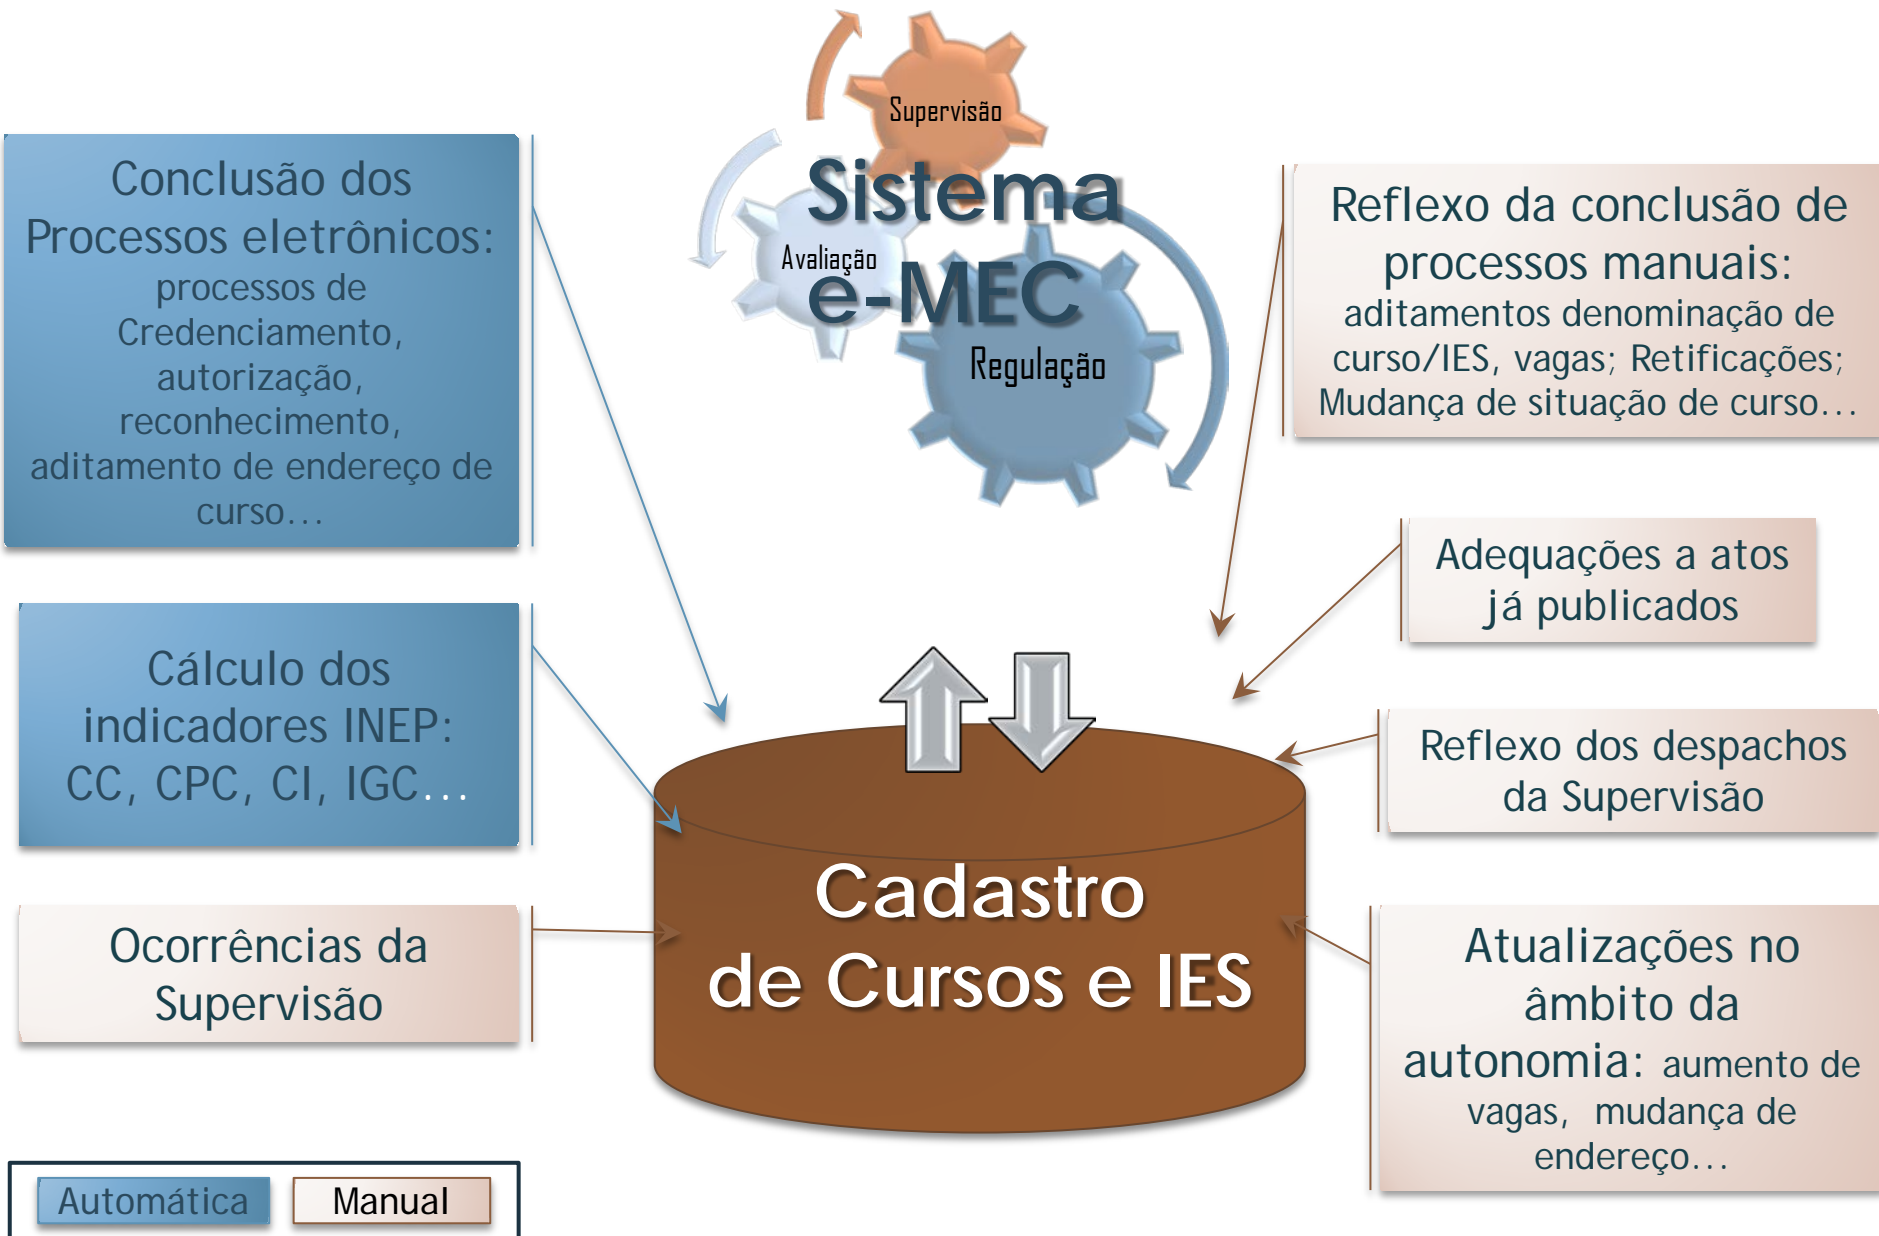 Supervisão
Avaliação
Regulação
Sistema
e-MEC
Conclusão dos
Processos eletrônicos:
processos de
Credenciamento,
autorização,
reconhecimento,
aditamento de endereço de
curso...
Cálculo dos
indicadores INEP:
CC, CPC, CI, IGC...
Ocorrências da
Supervisão
Automática
Manual
Cadastro
de Cursos e IES
Reflexo da conclusão de
processos manuais:
aditamentos denominação de
curso/IES, vagas; Retificações;
Mudança de situação de curso...
Adequações a atos
já publicados
Reflexo dos despachos
da Supervisão
Atualizações no
âmbito da
autonomia: aumento de
vagas, mudança de
endereço...